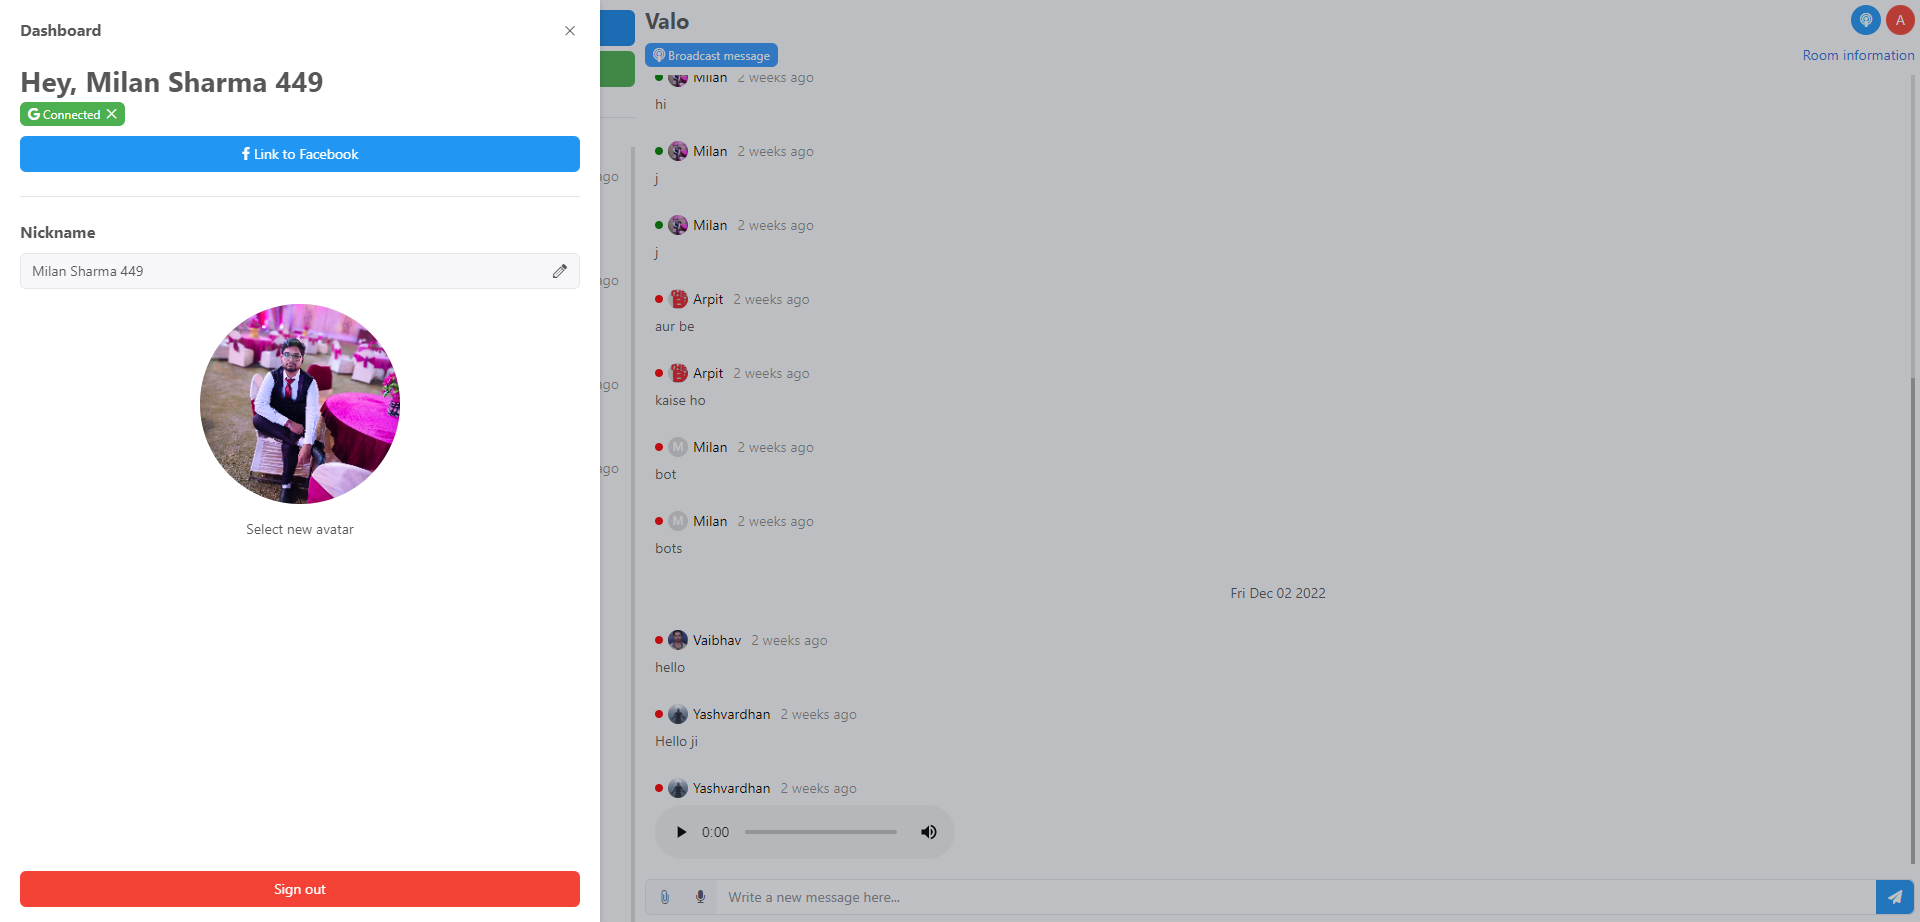 Dashboard
Hey, Milan Sharma 449
Connected
Link to Facebook
Nickname
Milan Sharma 449
Select new avatar
Sign out
ago
ago
ago
ago
Valo
A
Broadcast message
Room information
Milan 2 weeks ago
hi
Milan 2 weeks ago
j
Milan 2 weeks ago
j
Arpit 2 weeks ago
aur be
Arpit 2 weeks ago
kaise ho
M Milan 2 weeks ago
bot
M Milan 2 weeks ago
bots
Fri Dec 02 2022
Vaibhav 2 weeks ago
hello
Yashvardhan 2 weeks ago
Hello ji
Yashvardhan 2 weeks ago
0:00
Write a new message here...